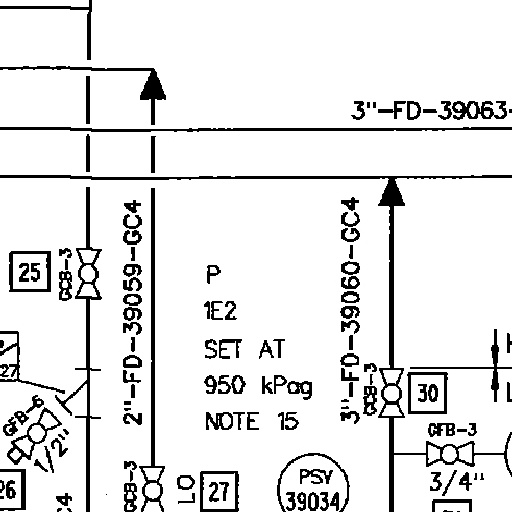 3"-FD-39063-
2"-FD-39059-GC4
3"-FD-39060-GC4
25
GCB-3
P
1E2
SET AT
950 kPag
NOTE 15
27
GCB-3
30
GFB-6
1/2"
GFB-3
3/4"
26
GCB-3
LO
27
PSV
39034
C4